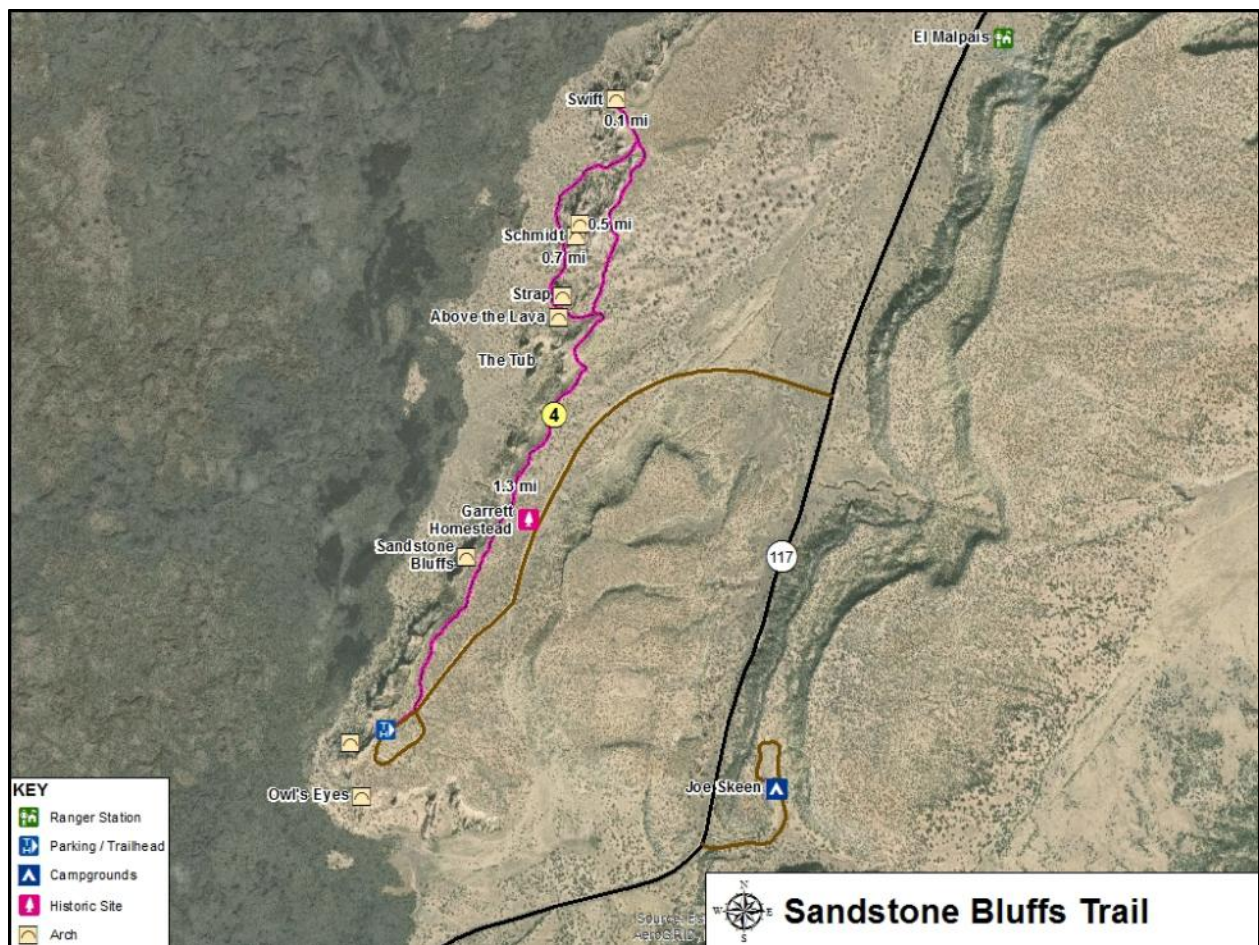 El Malpais
Swift
0.1 mi
0.5 mi
Schmidt
0.7 mi
Strap
Above the Lava
The Tub
4
1.3 mi
Garrett
Homestead
Sandstone
Bluffs
117
Joe Skeen
Owl's Eyes
KEY
Ranger Station
Parking / Trailhead
Campgrounds
Historic Site
Arch
T
H
N
W
E
S
Sandstone Bluffs Trail
Source: